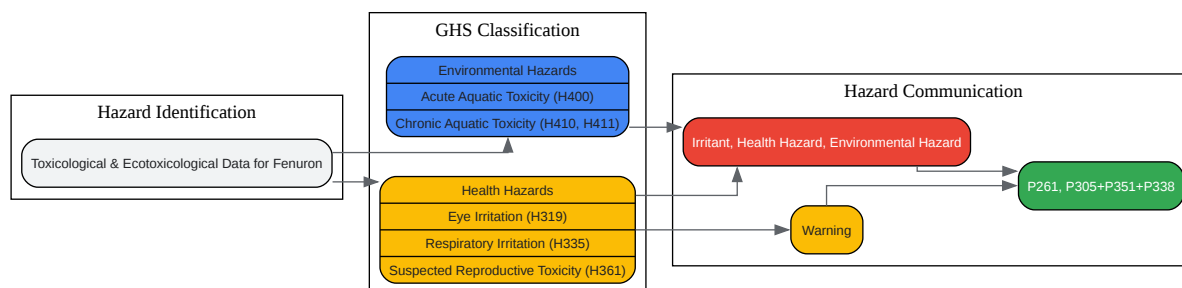 Hazard Identification
Toxicological & Ecotoxicological Data for Fenuron
GHS Classification
Environmental Hazards
Acute Aquatic Toxicity (H400)
Chronic Aquatic Toxicity (H410, H411)
Health Hazards
Eye Irritation (H319)
Respiratory Irritation (H335)
Suspected Reproductive Toxicity (H361)
Hazard Communication
Irritant, Health Hazard, Environmental Hazard
Warning
P261, P305+P351+P338